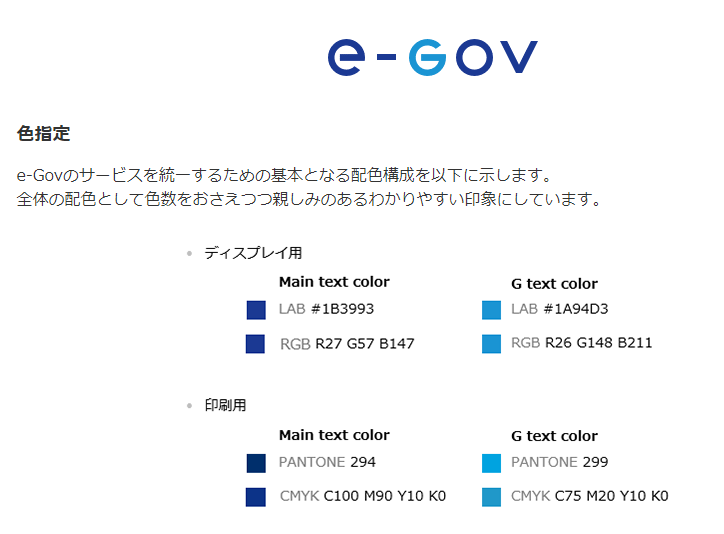 e-Gov
色指定
e-Govのサービスを統一するための基本となる配色構成を以下に示します。
全体の配色として色数をおさえつつ親しみのあるわかりやすい印象にしています。
ディスプレイ用
Main text color
LAB #1B3993
RGB R27 G57 B147
G text color
LAB #1A94D3
RGB R26 G148 B211
印刷用
Main text color
PANTONE 294
CMYK C100 M90 Y10 K0
G text color
PANTONE 299
CMYK C75 M20 Y10 K0